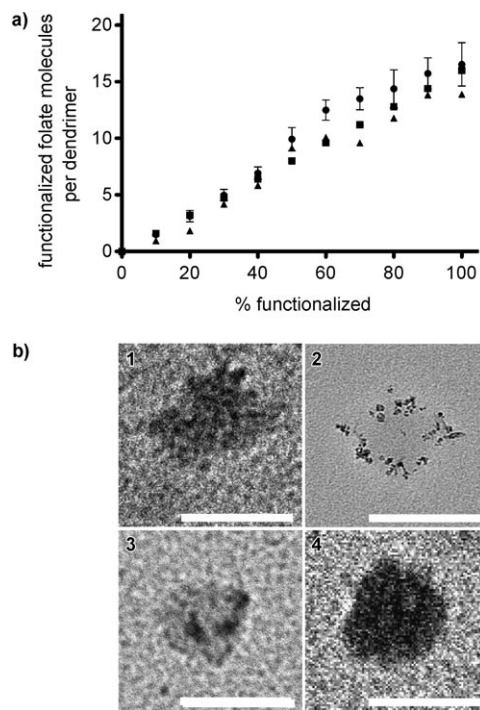 a)
functionalized folate molecules
per dendrimer
20
15
10
5
0
0 20 40 60 80 100
% functionalized
b)
1
2
3
4